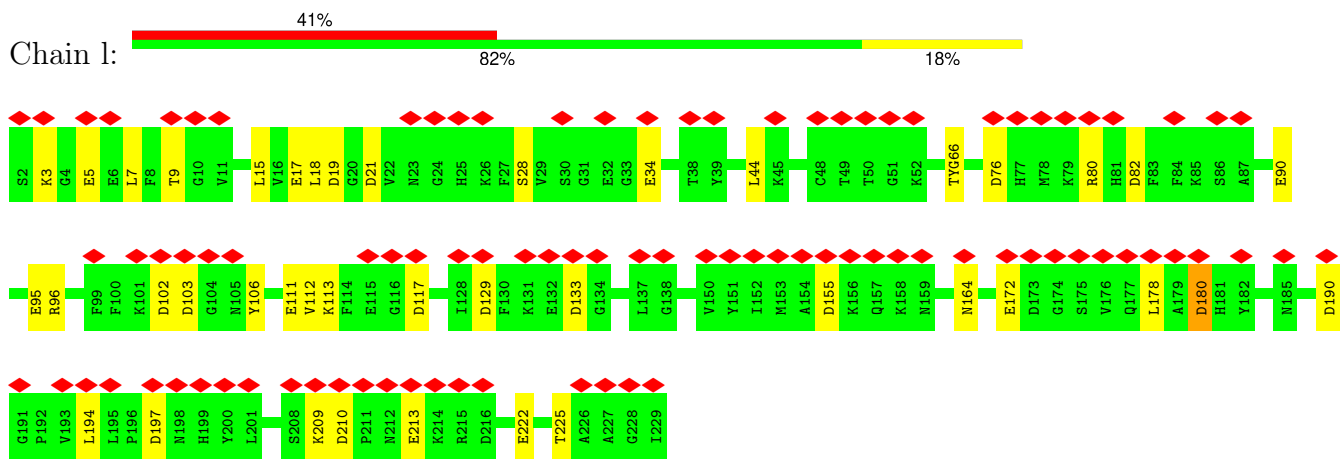 41%
Chain l:
82% 18%
S2 K3 G4 E5 E6 L7 F8 T9 G10 V11 L15 V16 E17 L18 D19 G20 D21 V22 N23 G24 H25 K26 F27 S28 V29 S30 G31 E32 G33 E34 T38 Y39 L44 K45 C48 T49 T50 G51 K52 TYG66 D76 H77 M78 K79 R80 H81 D82 F83 F84 K85 S86 A87 E90
E95 R96 F99 F100 K101 D102 D103 G104 N105 Y106 E111 V112 K113 F114 E115 G116 D117 I128 D129 F130 K131 E132 D133 G134 L137 G138 V150 Y151 I152 M153 A154 D155 K156 Q157 K158 N159 N164 E172 D173 G174 S175 V176 Q177 L178 A179 D180 H181 Y182 N185 D190
G191 P192 V193 L194 L195 P196 D197 N198 H199 Y200 L201 S208 K209 D210 P211 N212 E213 K214 R215 D216 E222 T225 A226 A227 G228 I229